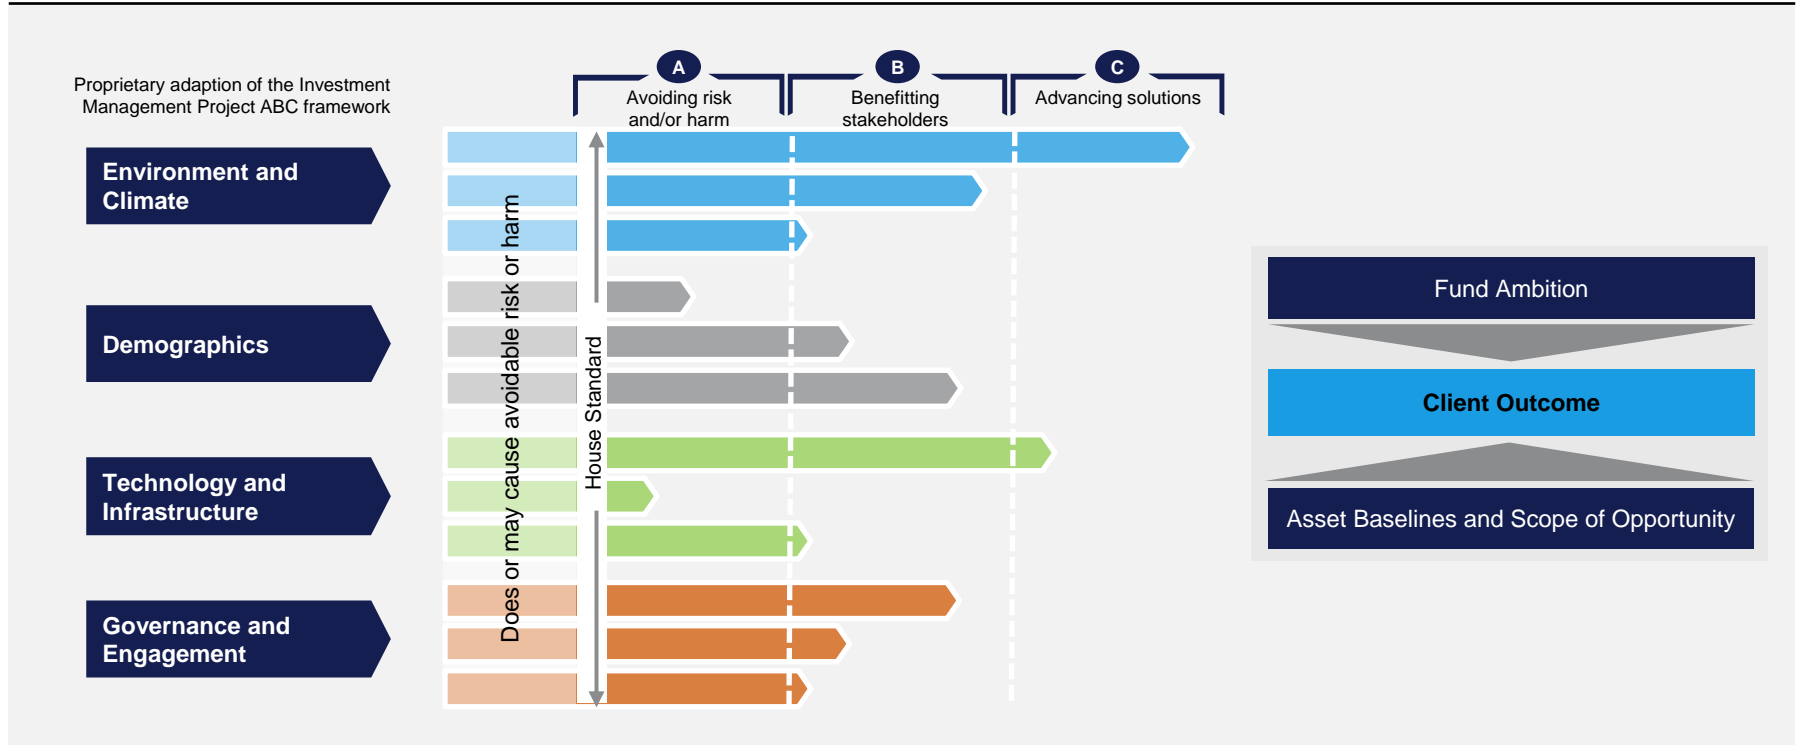 Proprietary adaption of the Investment
Management Project ABC framework
A
Avoiding risk
and/or harm
B
Benefitting
stakeholders
C
Advancing solutions
Environment and
Climate
Demographics
Technology and
Infrastructure
Governance and
Engagement
Does or may cause avoidable risk or harm
House Standard
Fund Ambition
Client Outcome
Asset Baselines and Scope of Opportunity